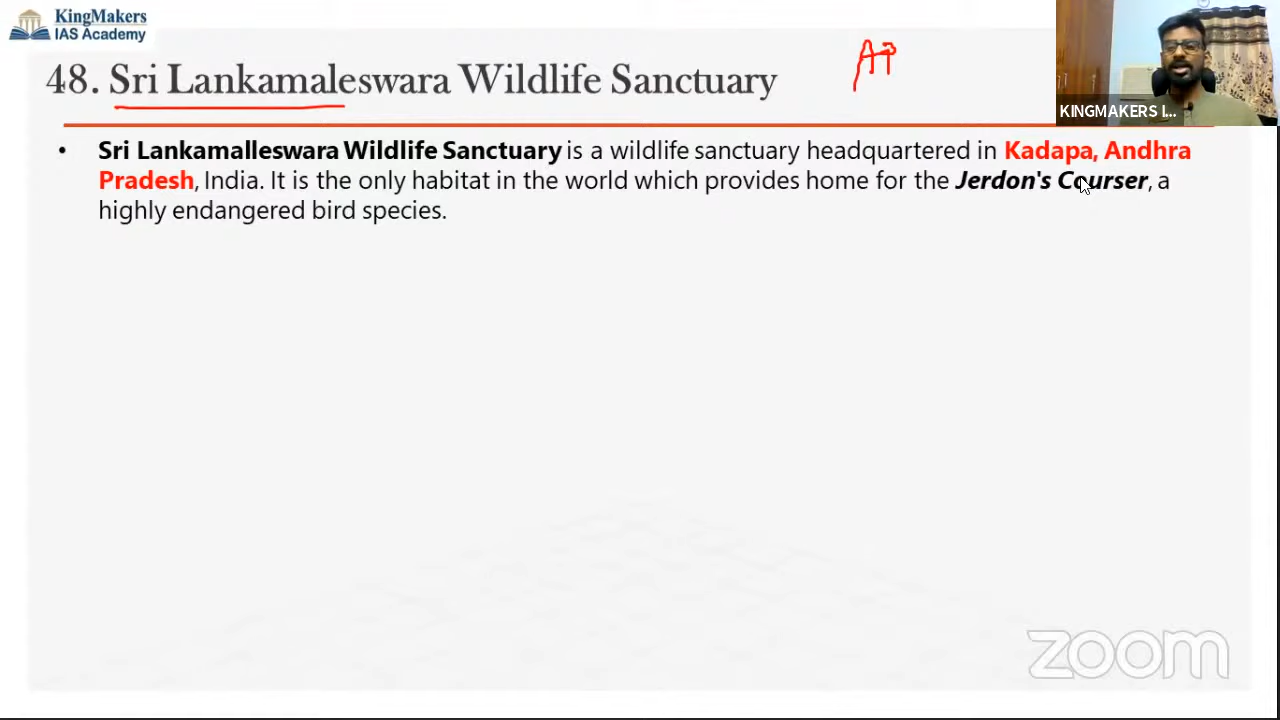 KingMakers
IAS Academy
AP
48. Sri Lankamaleswara Wildlife Sanctuary
KINGMAKERS I...
• Sri Lankamalleswara Wildlife Sanctuary is a wildlife sanctuary headquartered in Kadapa, Andhra
Pradesh, India. It is the only habitat in the world which provides home for the Jerdon's Courser, a
highly endangered bird species.
zoom